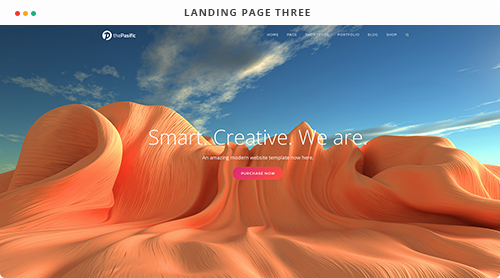 LANDING PAGE THREE
thePasific
HOME PAGE SHORTCODES PORTFOLIO BLOG SHOP
Smart. Creative. We are
An amazing modern website template now here.
PURCHASE NOW